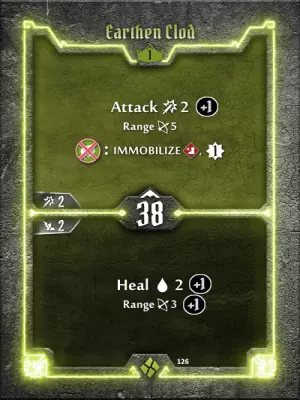 Earthen Clod
1
Attack 2 +1
Range 5
: IMMOBILIZE , 1
2
38
2
Heal 2 +1
Range 3 +1
126